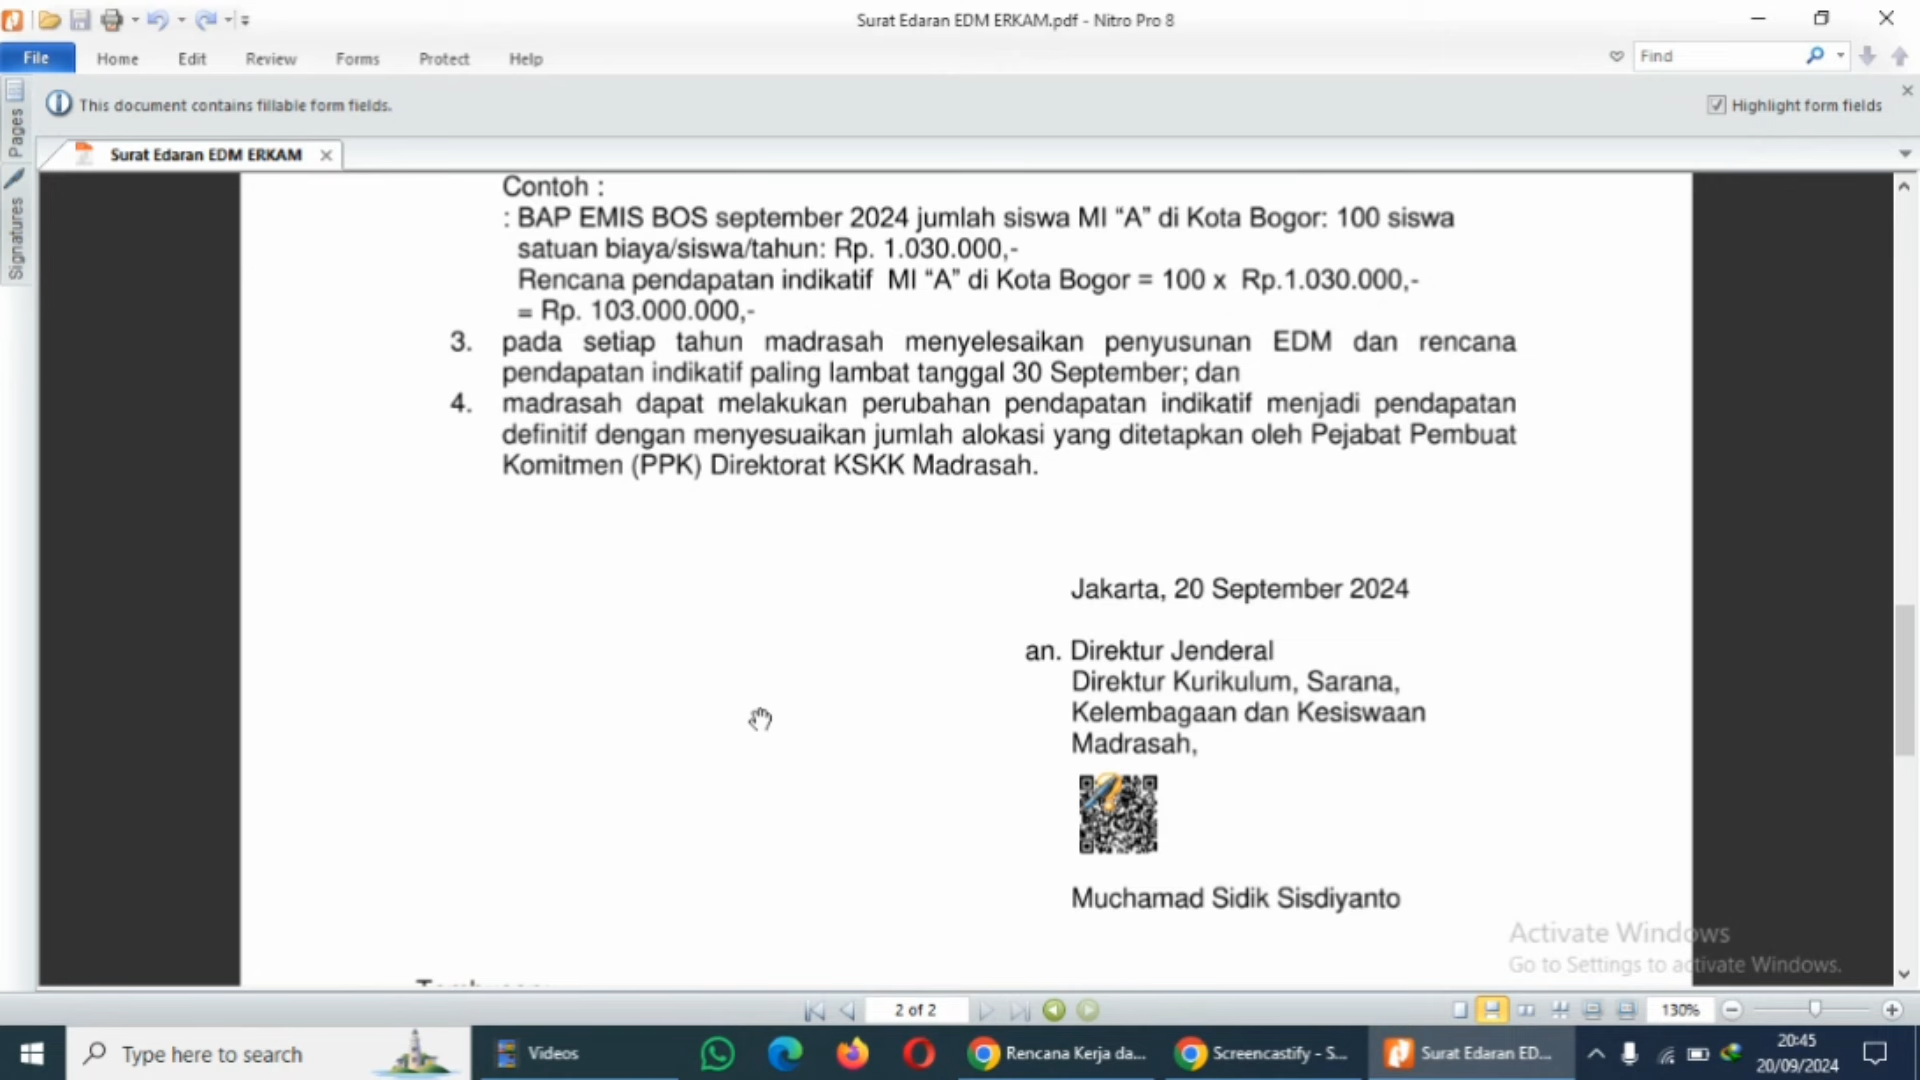 Surat Edaran EDM ERKAM.pdf - Nitro Pro 8
File Home Edit Review Forms Protect Help
Find
This document contains fillable form fields.
Highlight form fields
Pages
Signatures
Surat Edaran EDM ERKAM
Contoh :
: BAP EMIS BOS september 2024 jumlah siswa MI “A” di Kota Bogor: 100 siswa
satuan biaya/siswa/tahun: Rp. 1.030.000,-
Rencana pendapatan indikatif MI “A” di Kota Bogor = 100 x Rp.1.030.000,-
= Rp. 103.000.000,-
3. pada setiap tahun madrasah menyelesaikan penyusunan EDM dan rencana
pendapatan indikatif paling lambat tanggal 30 September; dan
4. madrasah dapat melakukan perubahan pendapatan indikatif menjadi pendapatan
definitif dengan menyesuaikan jumlah alokasi yang ditetapkan oleh Pejabat Pembuat
Komitmen (PPK) Direktorat KSKK Madrasah.
Jakarta, 20 September 2024
an. Direktur Jenderal
Direktur Kurikulum, Sarana,
Kelembagaan dan Kesiswaan
Madrasah,
Muchamad Sidik Sisdiyanto
Activate Windows
Go to Settings to activate Windows.
2 of 2
130%
Type here to search
Videos
Rencana Kerja da...
Screencastify - S...
Surat Edaran ED...
20:45
20/09/2024